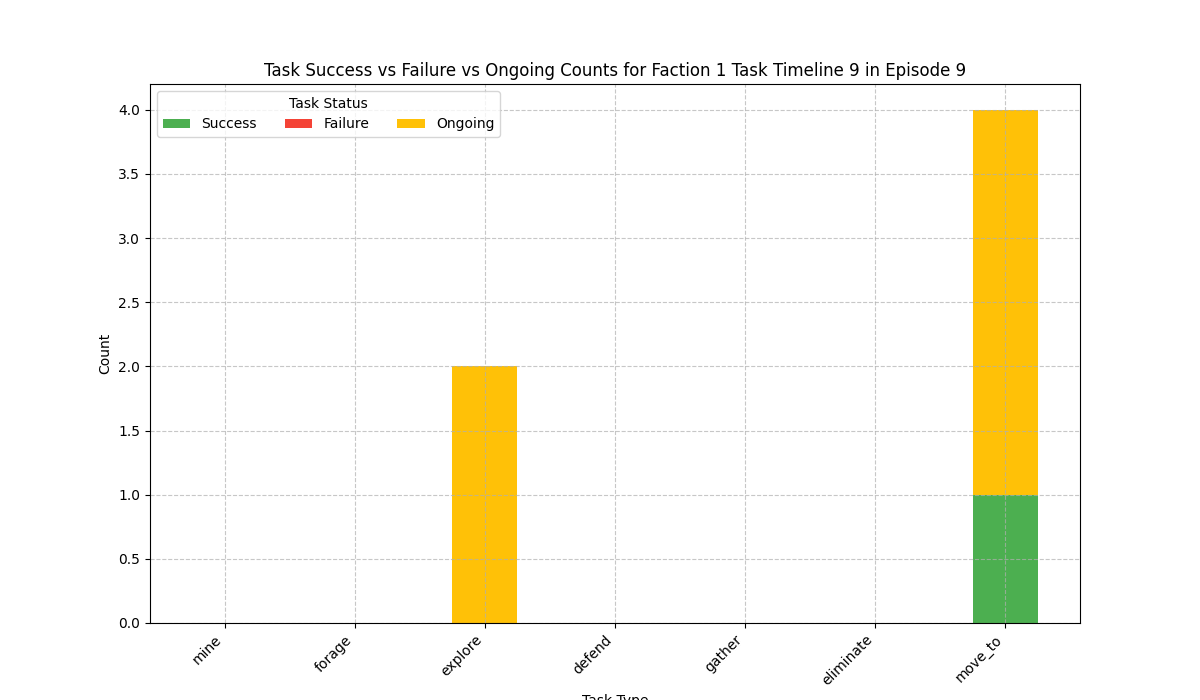 Task Success vs Failure vs Ongoing Counts for Faction 1 Task Timeline 9 in Episode 9
Task Status
Success Failure Ongoing
Count
4.0
3.5
3.0
2.5
2.0
1.5
1.0
0.5
0.0
mine forage explore defend gather eliminate move_to
Task Type